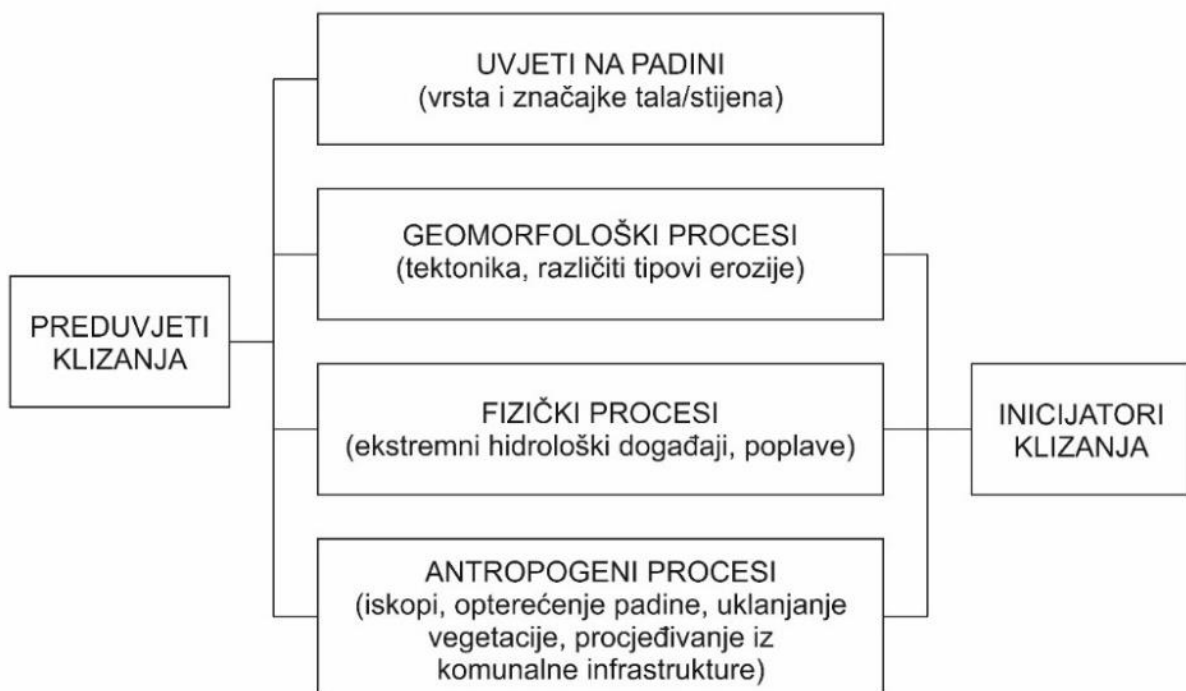 UVJETI NA PADINI
(vrsta i značajke tala/stijena)
GEOMORFOLOŠKI PROCESI
(tektonika, različiti tipovi erozije)
PREDUVJETI
KLIZANJA
FIZIČKI PROCESI
(ekstremni hidrološki događaji, poplave)
INICIJATORI
KLIZANJA
ANTROPOGENI PROCESI
(iskopi, opterećenje padine, uklanjanje
vegetacije, procjeđivanje iz
komunalne infrastrukture)